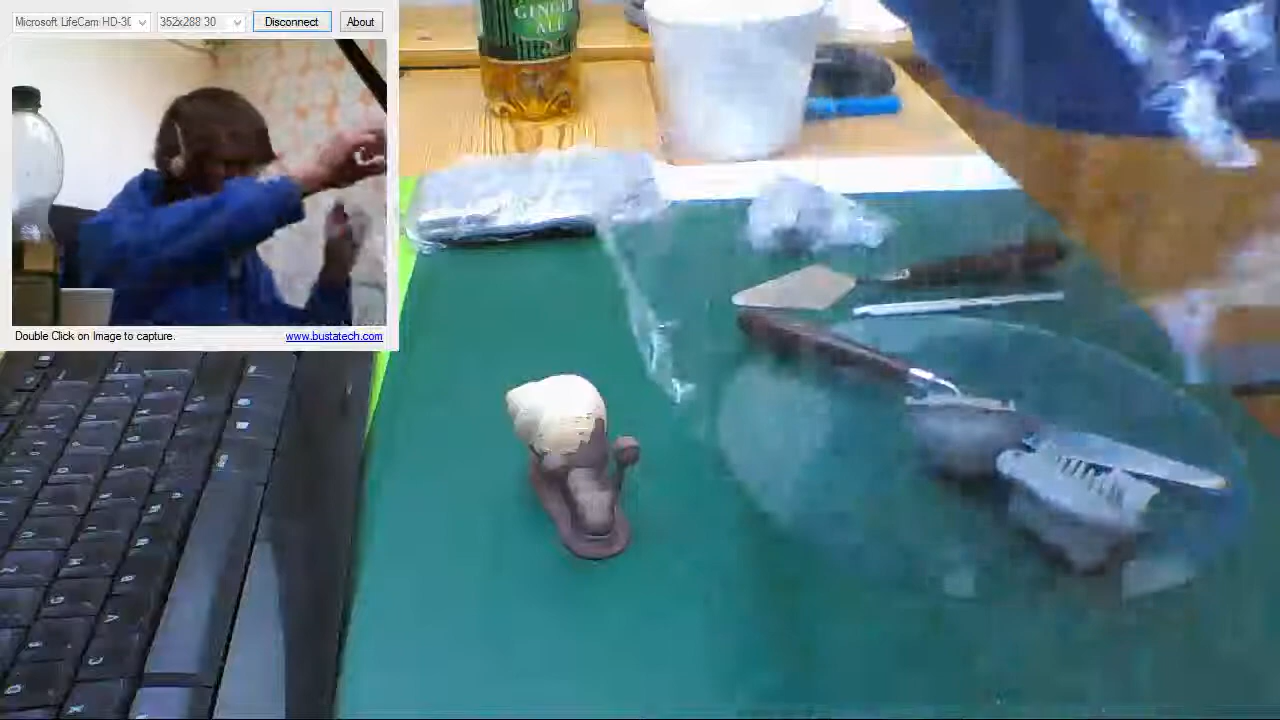 Microsoft LifeCam HD-30
352x288 30
Disconnect
About
GINGER
ALE
Double Click on Image to capture.
www.bustatech.com